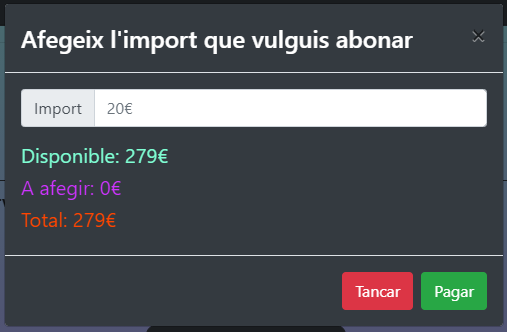 Afegeix l'import que vulguis abonar ×
Import 20€
Disponible: 279€
A afegir: 0€
Total: 279€
Tancar Pagar